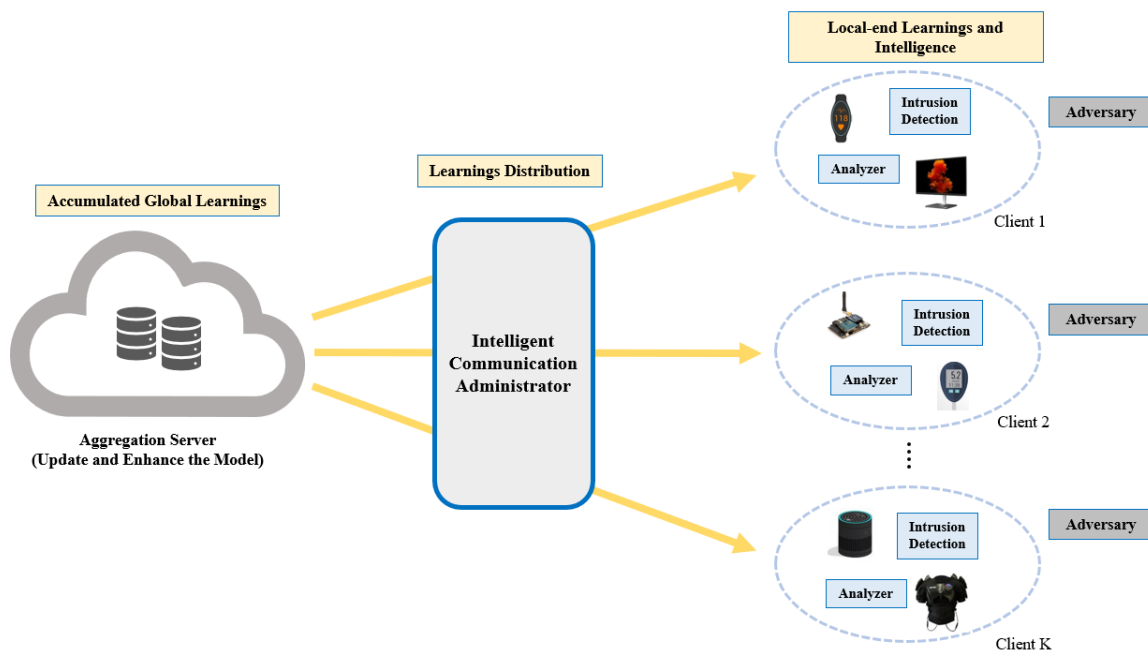 Local-end Learnings and
Intelligence
Intrusion
Detection
118
Analyzer
Adversary
Client 1
Learnings Distribution
Accumulated Global Learnings
Intelligent
Communication
Administrator
Aggregation Server
(Update and Enhance the Model)
Intrusion
Detection
Analyzer
5.2
Adversary
Client 2
Intrusion
Detection
Analyzer
Adversary
Client K